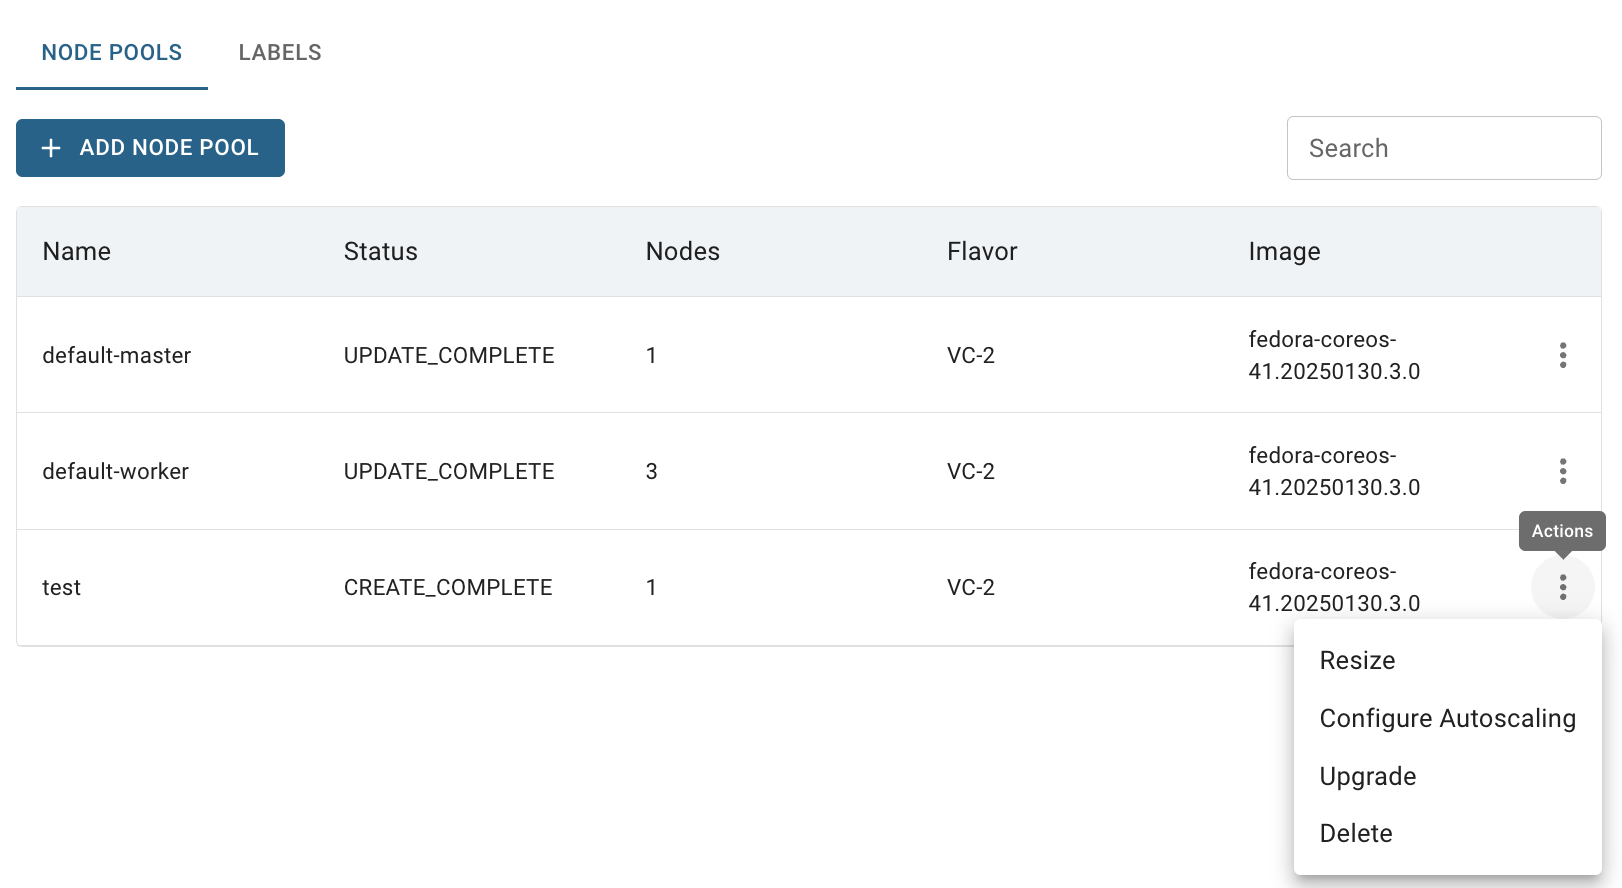 NODE POOLS
LABELS
ADD NODE POOL
Search
Name Status Nodes Flavor Image
default-master UPDATE_COMPLETE 1 VC-2 fedora-coreos-
41.20250130.3.0
default-worker UPDATE_COMPLETE 3 VC-2 fedora-coreos-
41.20250130.3.0
Actions
test CREATE_COMPLETE 1 VC-2 fedora-coreos-
41.20250130.3.0
Resize
Configure Autoscaling
Upgrade
Delete